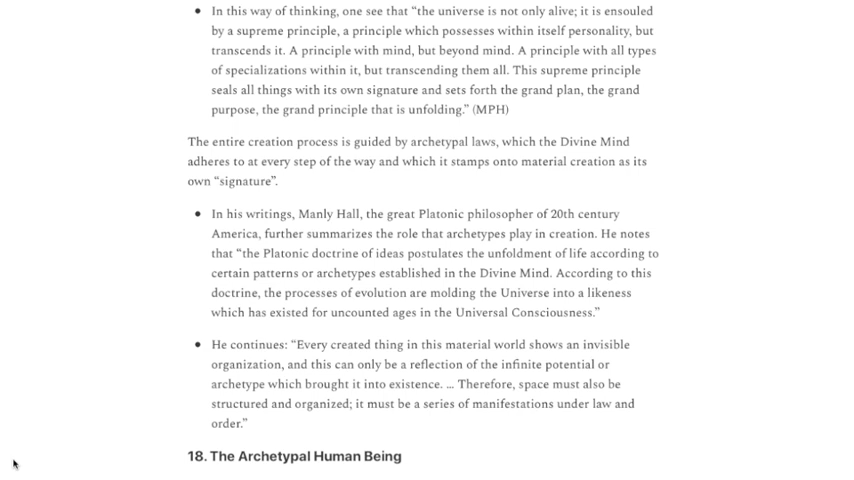 • In this way of thinking, one see that “the universe is not only alive; it is ensouled
by a supreme principle, a principle which possesses within itself personality, but
transcends it. A principle with mind, but beyond mind. A principle with all types
of specializations within it, but transcending them all. This supreme principle
seals all things with its own signature and sets forth the grand plan, the grand
purpose, the grand principle that is unfolding.” (MPH)
The entire creation process is guided by archetypal laws, which the Divine Mind
adheres to at every step of the way and which it stamps onto material creation as its
own “signature”.
• In his writings, Manly Hall, the great Platonic philosopher of 20th century
America, further summarizes the role that archetypes play in creation. He notes
that “the Platonic doctrine of ideas postulates the unfoldment of life according to
certain patterns or archetypes established in the Divine Mind. According to this
doctrine, the processes of evolution are molding the Universe into a likeness
which has existed for uncounted ages in the Universal Consciousness.”
• He continues: “Every created thing in this material world shows an invisible
organization, and this can only be a reflection of the infinite potential or
archetype which brought it into existence. … Therefore, space must also be
structured and organized; it must be a series of manifestations under law and
order.”
18. The Archetypal Human Being